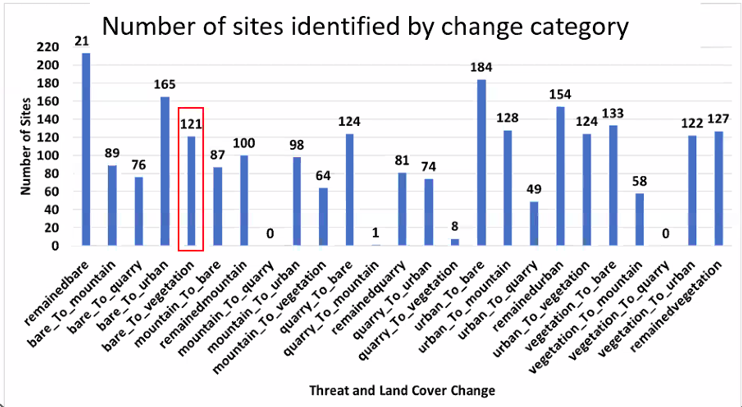 Number of sites identified by change category
Number of Sites
220
200
180
160
140
120
100
80
60
40
20
0
21
89
76
165
121
87
100
0
98
64
124
1
81
74
8
184
128
49
154
124
133
58
0
122
127
remainedbare
bare_To_mountain
bare_To_quarry
bare_To_urban
bare_To_vegetation
mountain_To_bare
remainedmountain
mountain_To_quarry
mountain_To_urban
mountain_To_vegetation
quarry_To_bare
quarry_To_mountain
remainedquarry
quarry_To_urban
quarry_To_vegetation
urban_To_bare
urban_To_mountain
urban_To_quarry
remainedurban
urban_To_vegetation
vegetation_To_bare
vegetation_To_mountain
vegetation_To_quarry
vegetation_To_urban
remainedvegetation
Threat and Land Cover Change